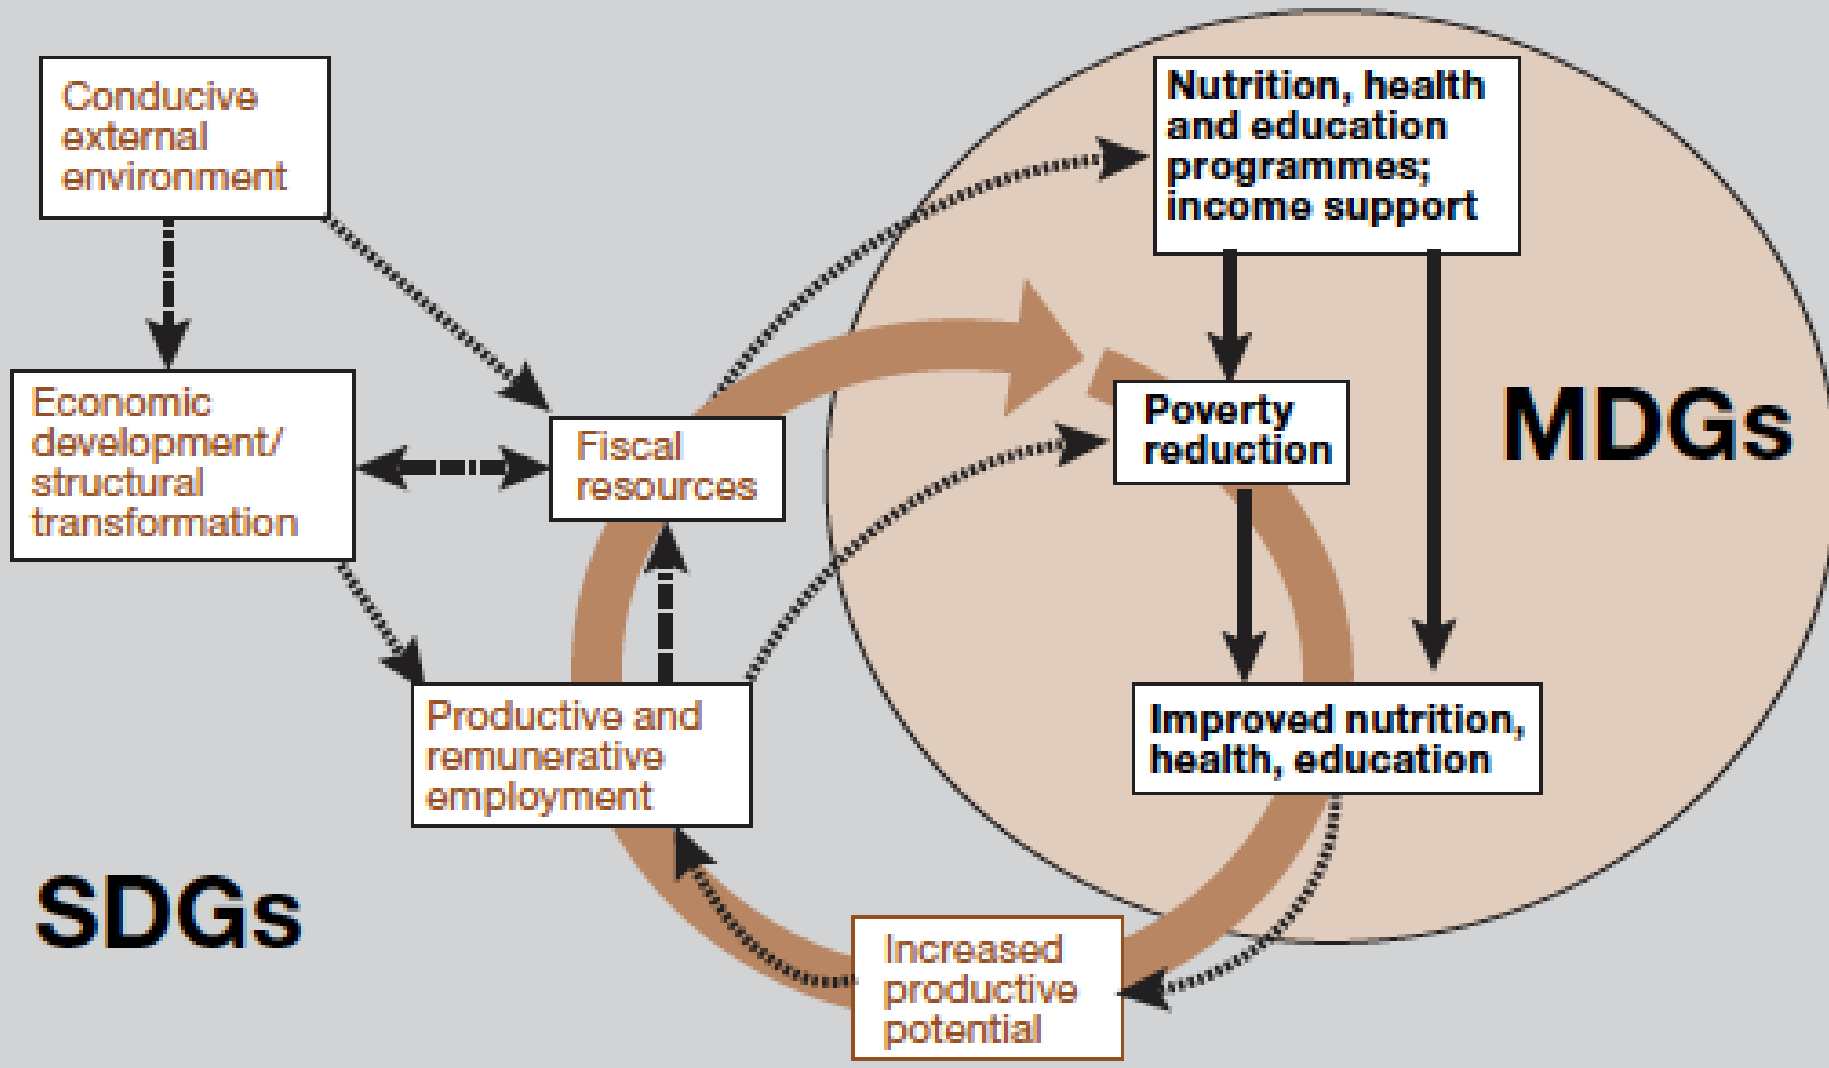 Conducive
external
environment
Nutrition, health
and education
programmes;
income support
Economic
development/
structural
transformation
Fiscal
resources
Poverty
reduction
MDGs
Productive and
remunerative
employment
Improved nutrition,
health, education
SDGs
Increased
productive
potential